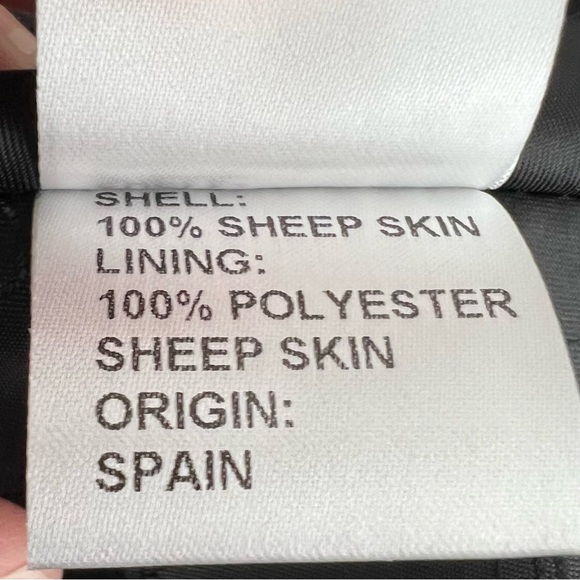 SHELL:
100% SHEEP SKIN
LINING:
100% POLYESTER
SHEEP SKIN
ORIGIN:
SPAIN